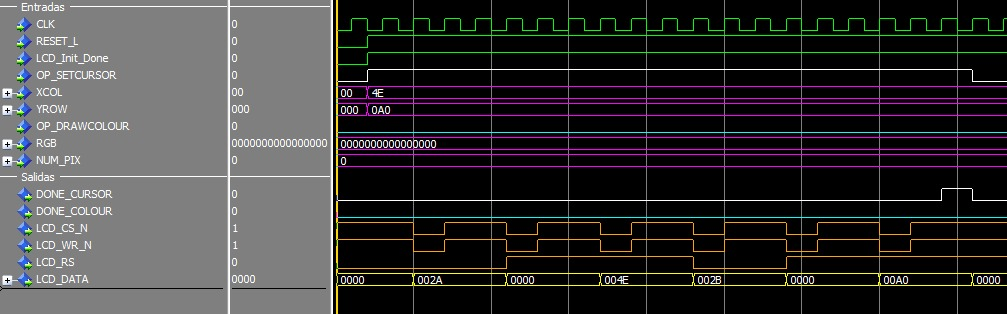 Entradas
CLK 0
RESET_L 0
LCD_Init_Done 0
OP_SETCURSOR 0
XCOL 00 00 4E
YROW 000 000 0A0
OP_DRAWCOLOUR 0
RGB 0000000000000000 0000000000000000
NUM_PIX 0 0
Salidas
DONE_CURSOR 0
DONE_COLOUR 0
LCD_CS_N 1
LCD_WR_N 1
LCD_RS 0
LCD_DATA 0000 0000 002A 0000 004E 002B 0000 00A0 0000